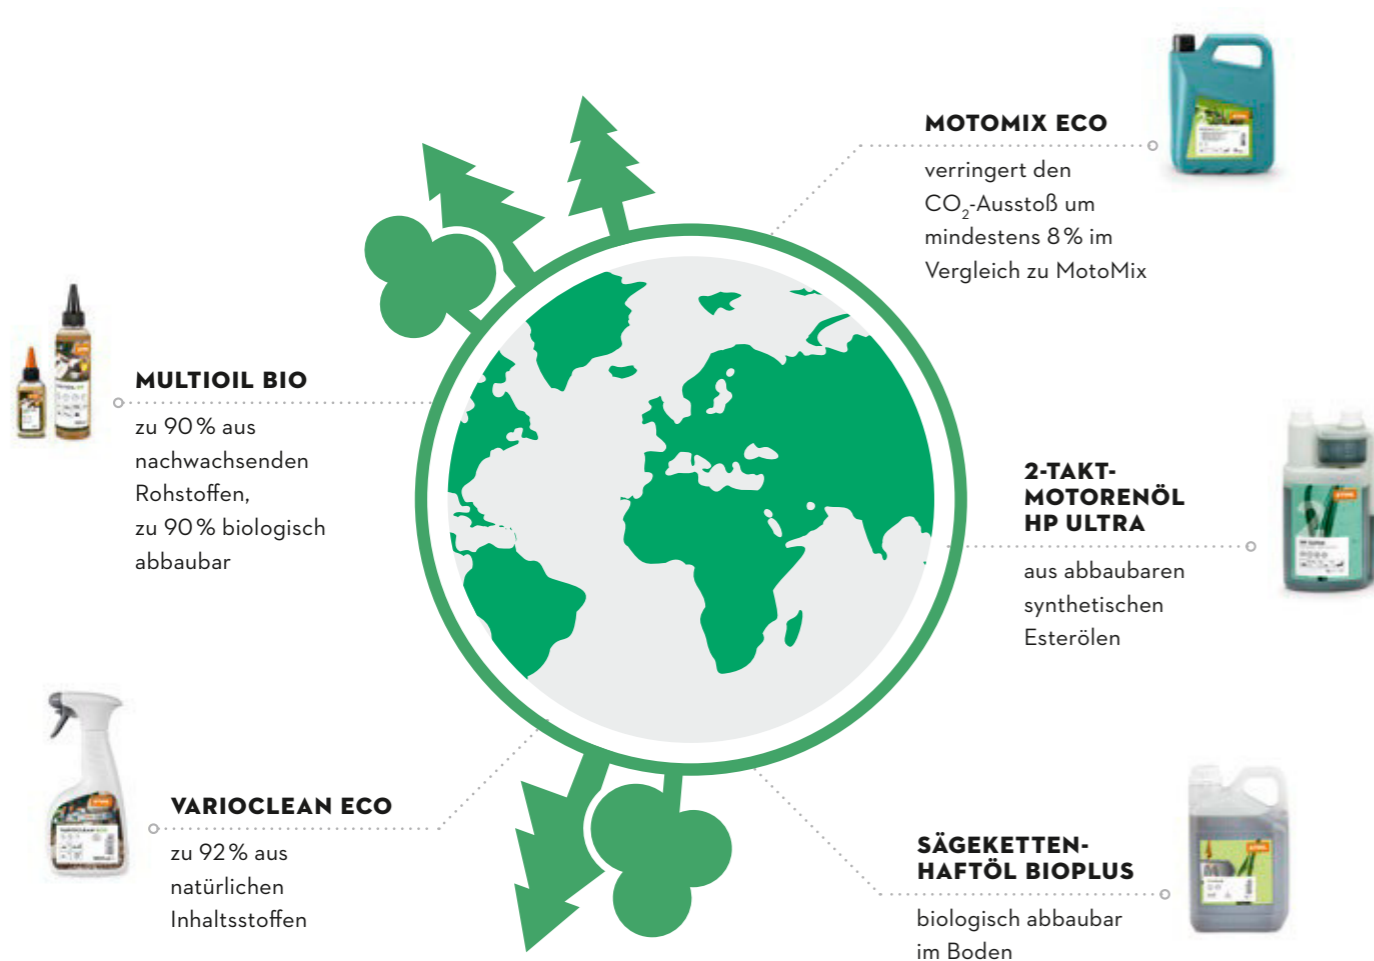 MOTOMIX ECO
verringert den
CO₂-Ausstoß um
mindestens 8 % im
Vergleich zu MotoMix
MULTIOIL BIO
zu 90 % aus
nachwachsenden
Rohstoffen,
zu 90 % biologisch
abbaubar
2-TAKT-
MOTORENÖL
HP ULTRA
aus abbaubaren
synthetischen
Esterölen
VARIOCLEAN ECO
zu 92 % aus
natürlichen
Inhaltsstoffen
SÄGEKETTEN-
HAFTÖL BIOPLUS
biologisch abbaubar
im Boden